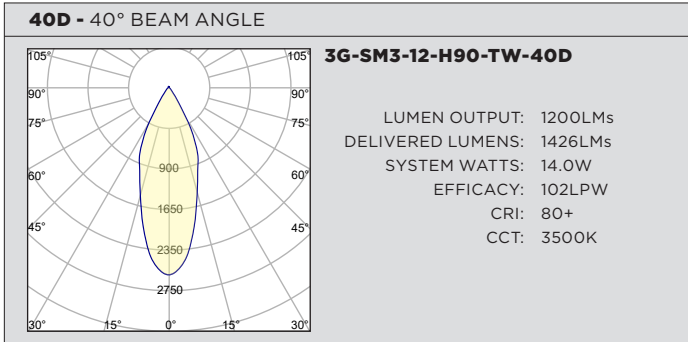 40D - 40° BEAM ANGLE
3G-SM3-12-H90-TW-40D
LUMEN OUTPUT: 1200LMs
DELIVERED LUMENS: 1426LMs
SYSTEM WATTS: 14.0W
EFFICACY: 102LPW
CRI: 80+
CCT: 3500K
105° 105°
90° 90°
75° 75°
60° 60°
45° 45°
900
1650
2350
2750
30° 15° 0° 15° 30°